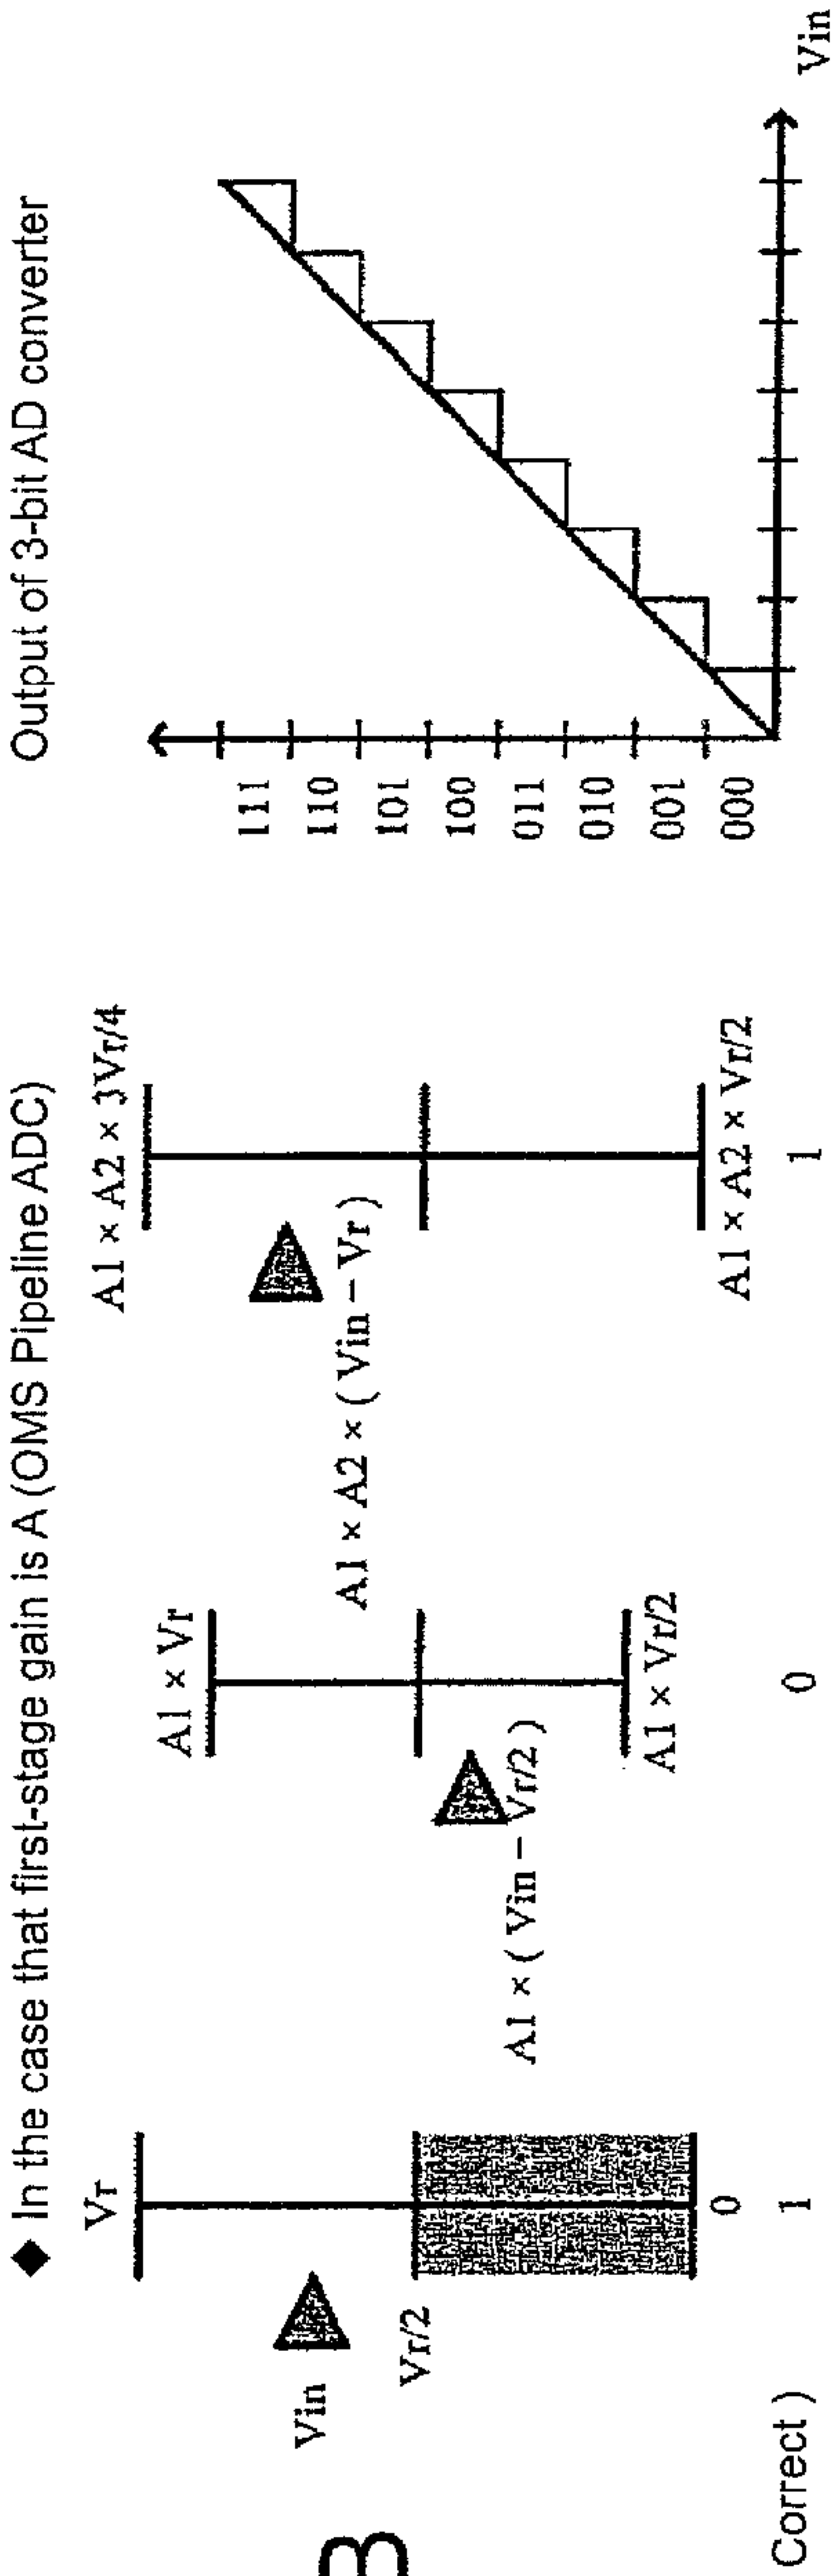 ◆ In the case that first-stage gain is A (OMS Pipeline ADC)
Output of 3-bit AD converter
3
Vin
Vr
Vr/2
0
A1 × Vr
A1 × ( Vin – Vr/2 )
A1 × Vr/2
A1 × A2 × 3Vr/4
A1 × A2 × ( Vin – Vr )
A1 × A2 × Vr/2
Correct )
1
0
1
111
110
101
100
011
010
001
000
Vin